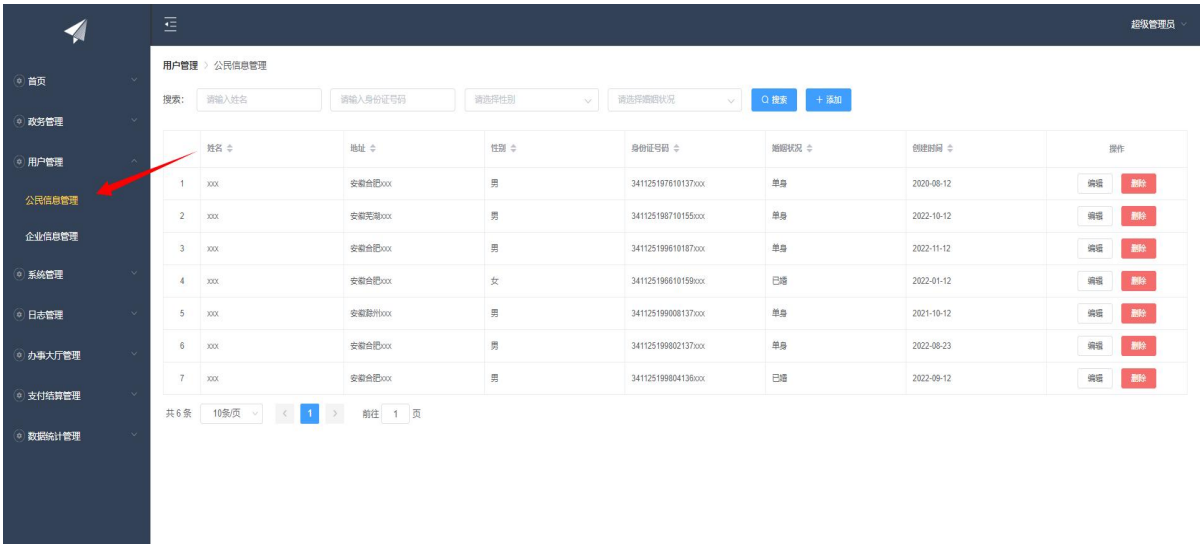 超级管理员
首页
政务管理
用户管理
公民信息管理
企业信息管理
系统管理
日志管理
办事大厅管理
支付结算管理
数据统计管理
用户管理 > 公民信息管理
搜索： 请输入姓名 请输入身份证号码 请选择性别 请选择婚姻状况 搜索 + 添加
姓名 地址 性别 身份证号码 婚姻状况 创建时间 操作
1 xxx 安徽合肥xxx 男 341125197610137xxx 单身 2020-08-12 编辑 删除
2 xxx 安徽芜湖xxx 男 341125198710155xxx 单身 2022-10-12 编辑 删除
3 xxx 安徽合肥xxx 男 341125199610187xxx 单身 2022-11-12 编辑 删除
4 xxx 安徽合肥xxx 女 341125196610159xxx 已婚 2022-01-12 编辑 删除
5 xxx 安徽滁州xxx 男 341125199008137xxx 单身 2021-10-12 编辑 删除
6 xxx 安徽合肥xxx 男 341125199802137xxx 单身 2022-08-23 编辑 删除
7 xxx 安徽合肥xxx 男 341125199804136xxx 已婚 2022-09-12 编辑 删除
共 6 条 10条/页 < 1 > 前往 1 页